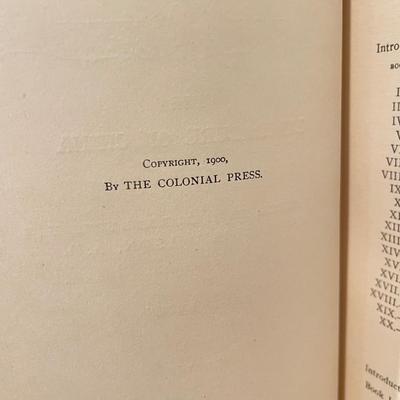 Copyright, 1900,
By THE COLONIAL PRESS.
Intro
I
II
IV
V
VI
VII
VIII
IX
X
XI
XII
XIII
XIV
XV
XVI.
XVII.
XVIII.—
XIX.—
XX.—
Introduct
Book I